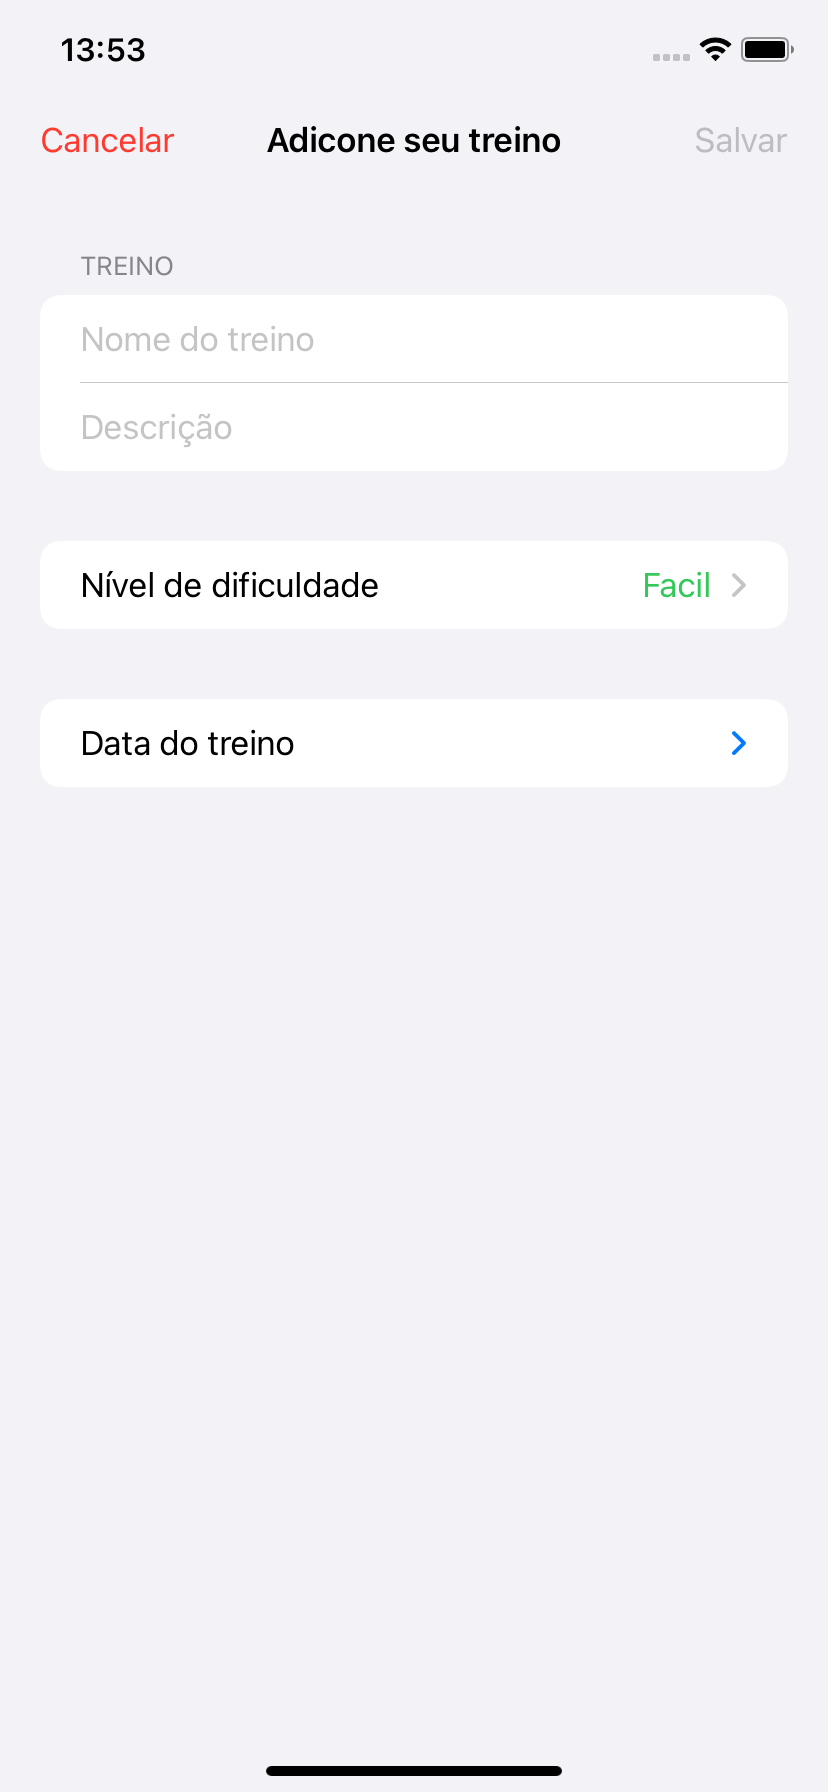 13:53
Cancelar Adicone seu treino Salvar
TREINO
Nome do treino
Descrição
Nível de dificuldade Facil
Data do treino